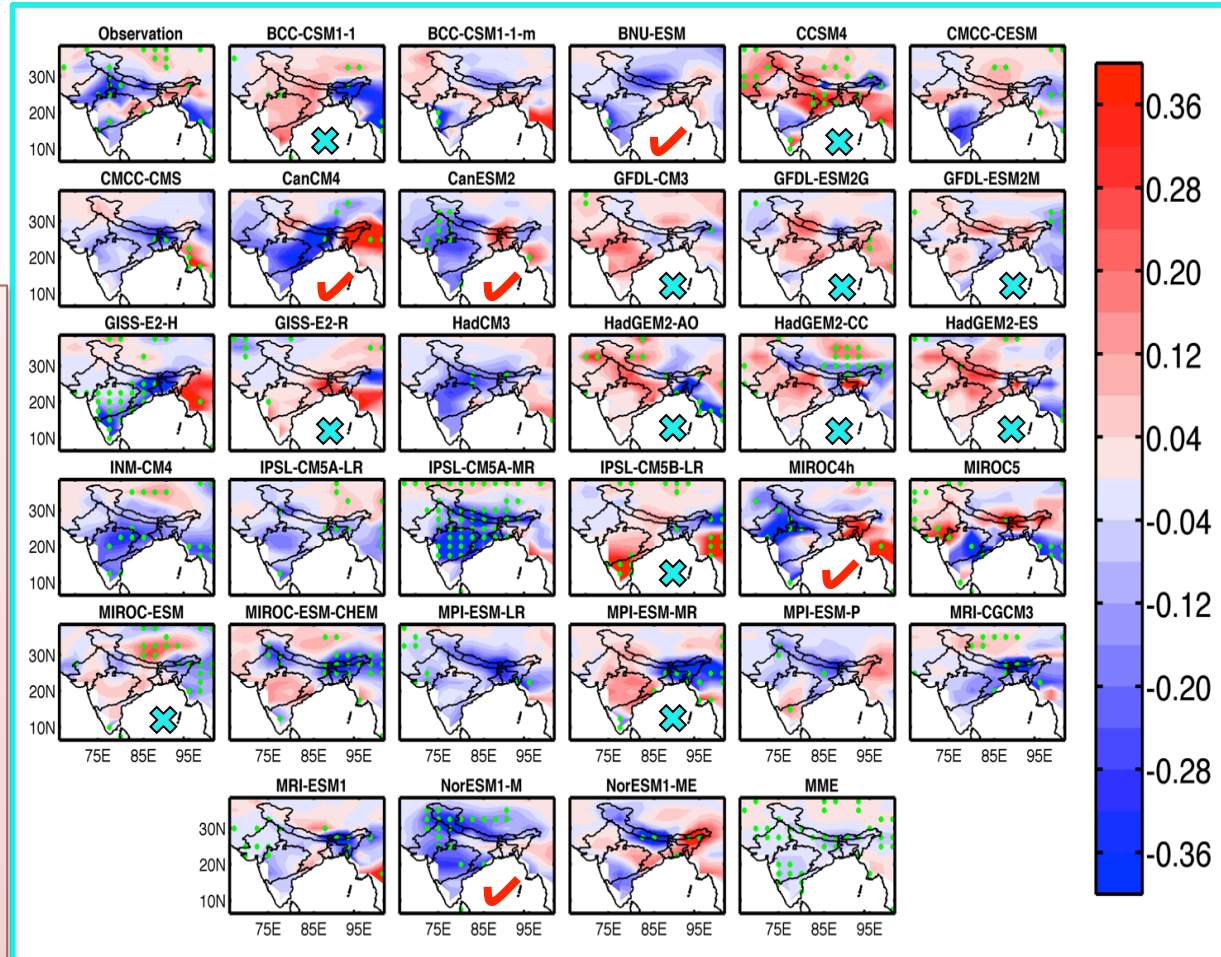 Observation BCC-CSM1-1 BCC-CSM1-1-m BNU-ESM CCSM4 CMCC-CESM
30N
20N
10N
CMCC-CMS CanCM4 CanESM2 GFDL-CM3 GFDL-ESM2G GFDL-ESM2M
30N
20N
10N
GISS-E2-H GISS-E2-R HadCM3 HadGEM2-AO HadGEM2-CC HadGEM2-ES
30N
20N
10N
INM-CM4 IPSL-CM5A-LR IPSL-CM5A-MR IPSL-CM5B-LR MIROC4h MIROC5
30N
20N
10N
MIROC-ESM MIROC-ESM-CHEM MPI-ESM-LR MPI-ESM-MR MPI-ESM-P MRI-CGCM3
30N
20N
10N
75E 85E 95E 75E 85E 95E 75E 85E 95E 75E 85E 95E
MRI-ESM1 NorESM1-M NorESM1-ME MME
30N
20N
10N
75E 85E 95E 75E 85E 95E 75E 85E 95E 75E 85E 95E
0.36
0.28
0.20
0.12
0.04
-0.04
-0.12
-0.20
-0.28
-0.36